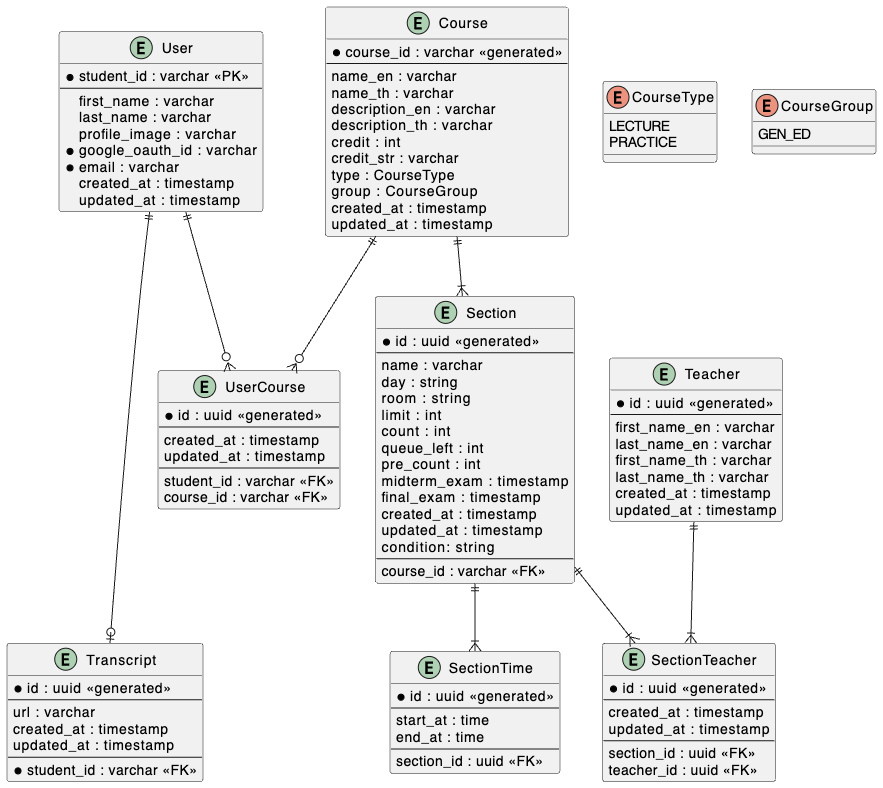 E User
● student_id : varchar «PK»
first_name : varchar
last_name : varchar
profile_image : varchar
● google_oauth_id : varchar
● email : varchar
created_at : timestamp
updated_at : timestamp
E Course
● course_id : varchar «generated»
name_en : varchar
name_th : varchar
description_en : varchar
description_th : varchar
credit : int
credit_str : varchar
type : CourseType
group : CourseGroup
created_at : timestamp
updated_at : timestamp
E CourseType
LECTURE
PRACTICE
E CourseGroup
GEN_ED
E UserCourse
● id : uuid «generated»
created_at : timestamp
updated_at : timestamp
student_id : varchar «FK»
course_id : varchar «FK»
E Section
● id : uuid «generated»
name : varchar
day : string
room : string
limit : int
count : int
queue_left : int
pre_count : int
midterm_exam : timestamp
final_exam : timestamp
created_at : timestamp
updated_at : timestamp
condition: string
course_id : varchar «FK»
E Teacher
● id : uuid «generated»
first_name_en : varchar
last_name_en : varchar
first_name_th : varchar
last_name_th : varchar
created_at : timestamp
updated_at : timestamp
E Transcript
● id : uuid «generated»
url : varchar
created_at : timestamp
updated_at : timestamp
● student_id : varchar «FK»
E SectionTime
● id : uuid «generated»
start_at : time
end_at : time
section_id : uuid «FK»
E SectionTeacher
● id : uuid «generated»
created_at : timestamp
updated_at : timestamp
section_id : uuid «FK»
teacher_id : uuid «FK»